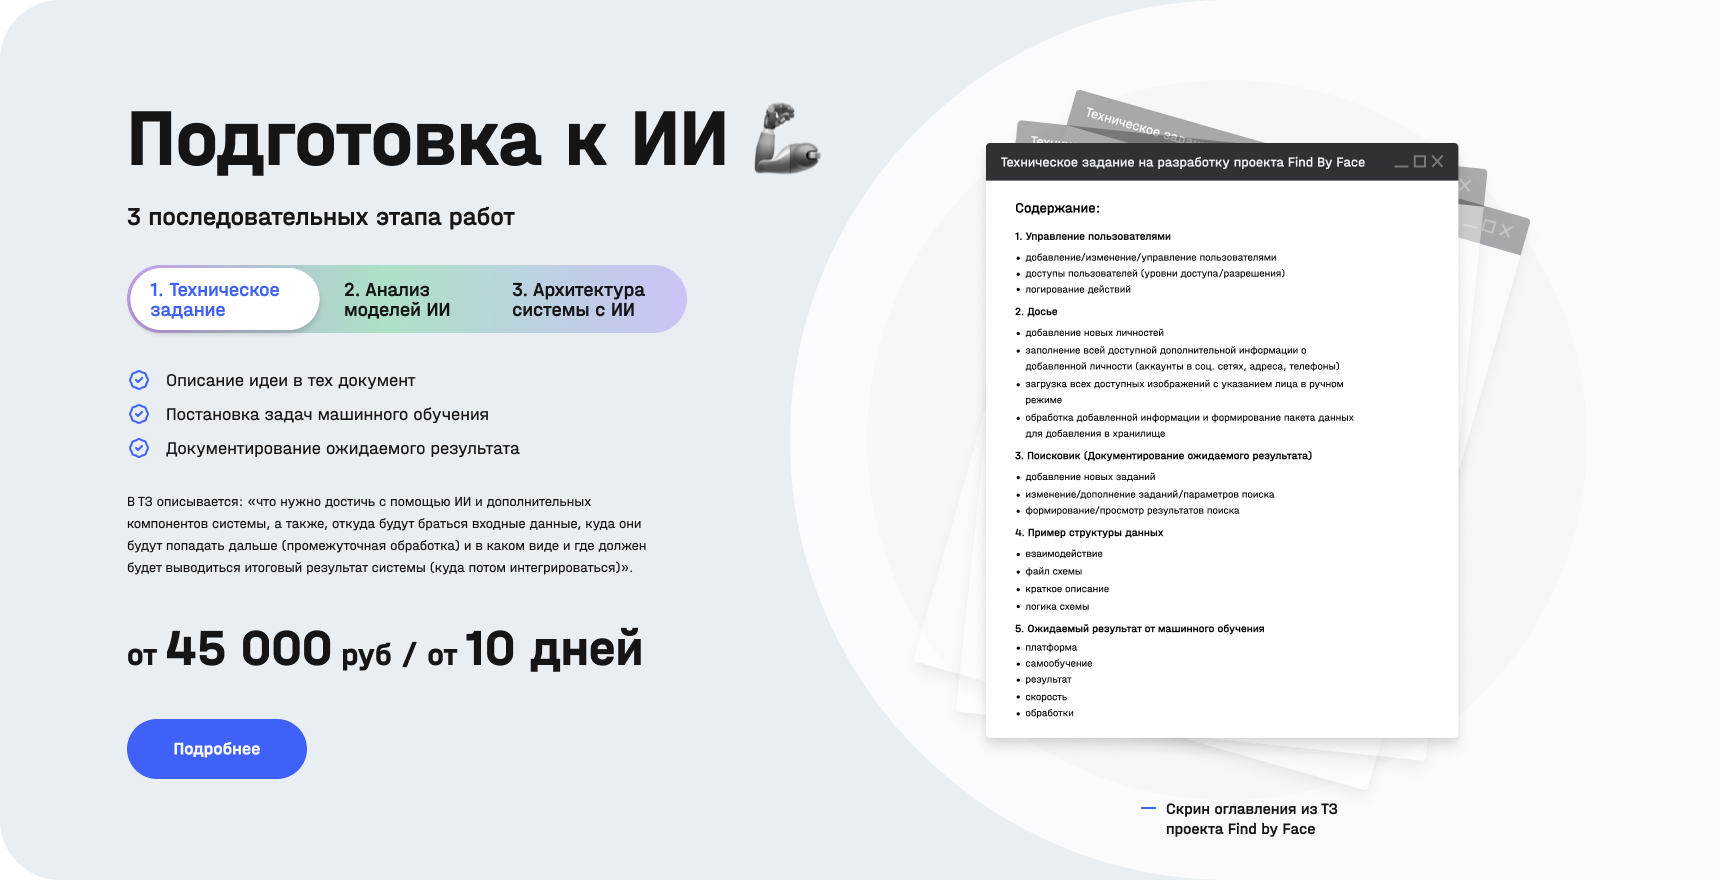 Подготовка к ИИ
3 последовательных этапа работ
1. Техническое
задание
2. Анализ
моделей ИИ
3. Архитектура
системы с ИИ
Описание идеи в тех документ
Постановка задач машинного обучения
Документирование ожидаемого результата
В ТЗ описывается: «что нужно достичь с помощью ИИ и дополнительных
компонентов системы, а также, откуда будут браться входные данные, куда они
будут попадать дальше (промежуточная обработка) и в каком виде и где должен
будет выводиться итоговый результат системы (куда потом интегрироваться)».
от 45 000 руб / от 10 дней
Подробнее
Техническое зада
Техническое задание на разработку проекта Find By Face
Содержание:
1. Управление пользователями
• добавление/изменение/управление пользователями
• доступы пользователей (уровни доступа/разрешения)
• логирование действий
2. Досье
• добавление новых личностей
• заполнение всей доступной дополнительной информации о
добавленной личности (аккаунты в соц. сетях, адреса, телефоны)
• загрузка всех доступных изображений с указанием лица в ручном
режиме
• обработка добавленной информации и формирование пакета данных
для добавления в хранилище
3. Поисковик (Документирование ожидаемого результата)
• добавление новых заданий
• изменение/дополнение заданий/параметров поиска
• формирование/просмотр результатов поиска
4. Пример структуры данных
• взаимодействие
• файл схемы
• краткое описание
• логика схемы
5. Ожидаемый результат от машинного обучения
• платформа
• самообучение
• результат
• скорость
• обработки
Скрин оглавления из ТЗ
проекта Find by Face